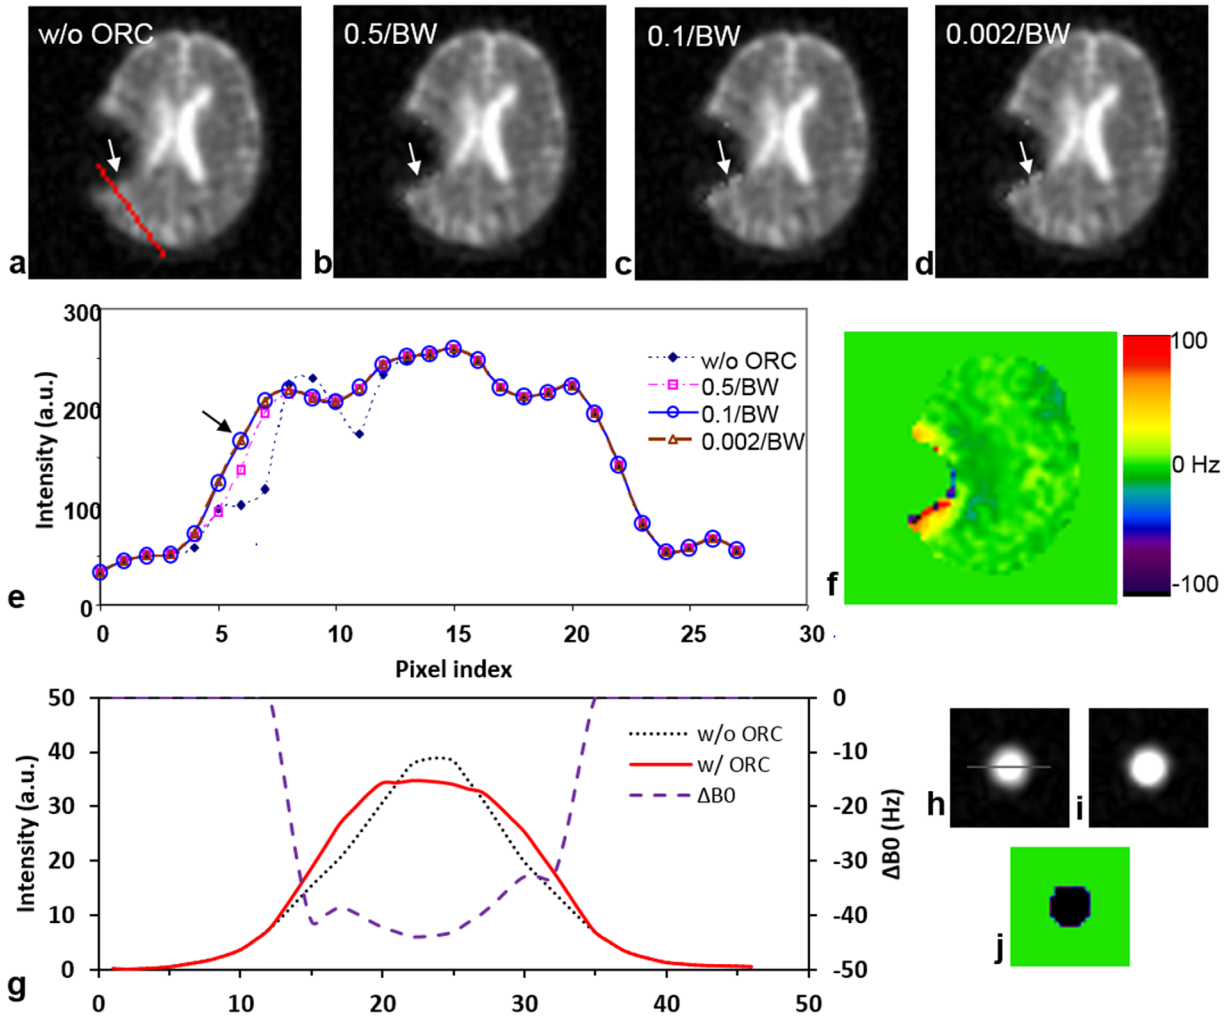 w/o ORC
0.5/BW
0.1/BW
0.002/BW
a
b
c
d
300
200
100
0
Intensity (a.u.)
w/o ORC
0.5/BW
0.1/BW
0.002/BW
e
0 5 10 15 20 25 30
Pixel index
100
0 Hz
-100
f
50
40
30
20
10
0
Intensity (a.u.)
w/o ORC
w/ ORC
ΔB0
0
-10
-20
-30
-40
-50
ΔB0 (Hz)
g
0 10 20 30 40 50
h
i
j